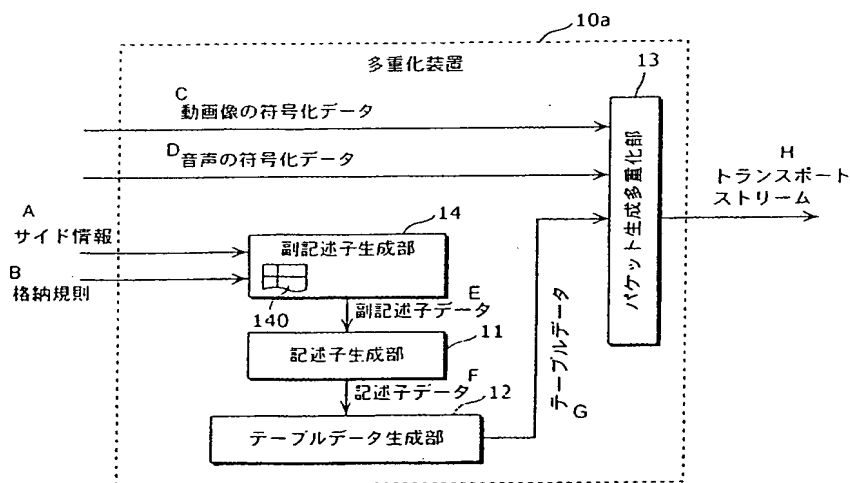 10a
多重化装置
13
C
動画像の符号化データ
D
音声の符号化データ
H
トランスポート
ストリーム
A
サイド情報
B
格納規則
14
副記述子生成部
140
E
副記述子データ
11
記述子生成部
F
記述子データ
12
テーブルデータ生成部
テーブルデータ
G
パケット生成多重化部